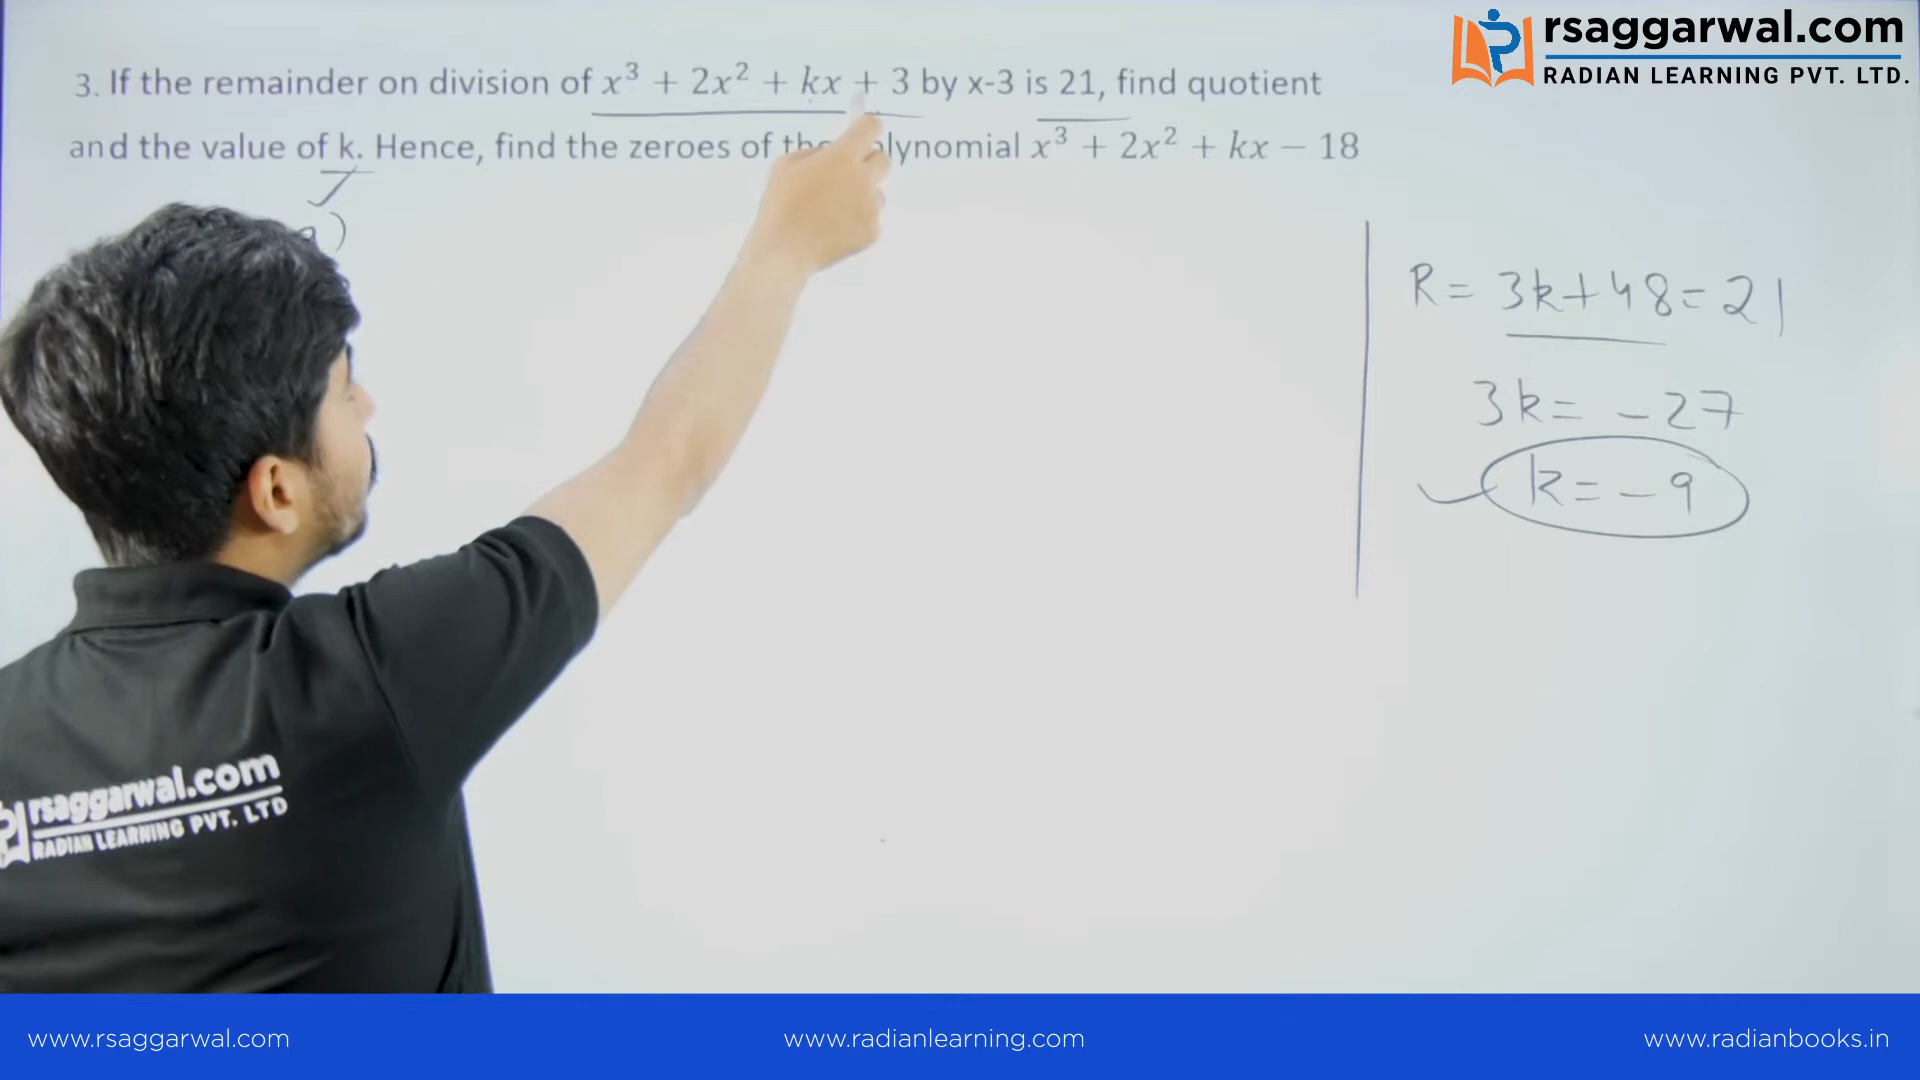 rsaggarwal.com
RADIAN LEARNING PVT. LTD.
3. If the remainder on division of x³ + 2x² + kx + 3 by x-3 is 21, find quotient
and the value of k. Hence, find the zeroes of the polynomial x³ + 2x² + kx − 18
a)
R = 3k+48=21
3k= -27
k= -9
rsaggarwal.com
RADIAN LEARNING PVT. LTD
www.rsaggarwal.com
www.radianlearning.com
www.radianbooks.in